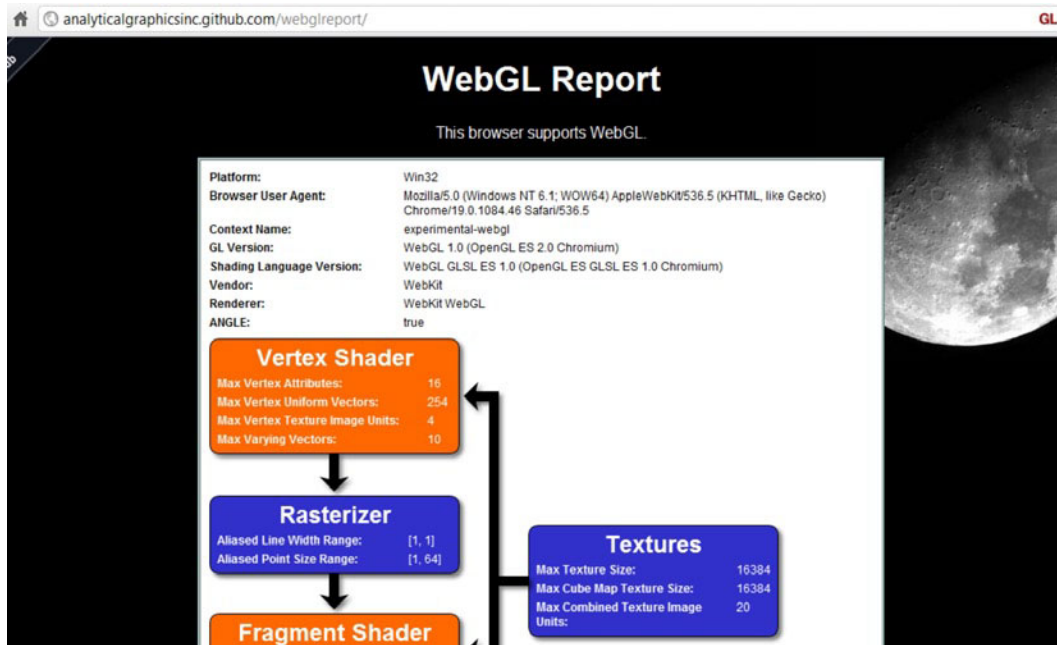 analyticalgraphicsinc.github.com/webglreport/
GL
WebGL Report
This browser supports WebGL.
Platform: Win32
Browser User Agent: Mozilla/5.0 (Windows NT 6.1; WOW64) AppleWebKit/536.5 (KHTML, like Gecko)
Chrome/19.0.1084.46 Safari/536.5
Context Name: experimental-webgl
GL Version: WebGL 1.0 (OpenGL ES 2.0 Chromium)
Shading Language Version: WebGL GLSL ES 1.0 (OpenGL ES GLSL ES 1.0 Chromium)
Vendor: WebKit
Renderer: WebKit WebGL
ANGLE: true
Vertex Shader
Max Vertex Attributes: 16
Max Vertex Uniform Vectors: 254
Max Vertex Texture Image Units: 4
Max Varying Vectors: 10
Rasterizer
Aliased Line Width Range: [1, 1]
Aliased Point Size Range: [1, 64]
Textures
Max Texture Size: 16384
Max Cube Map Texture Size: 16384
Max Combined Texture Image 20
Units:
Fragment Shader